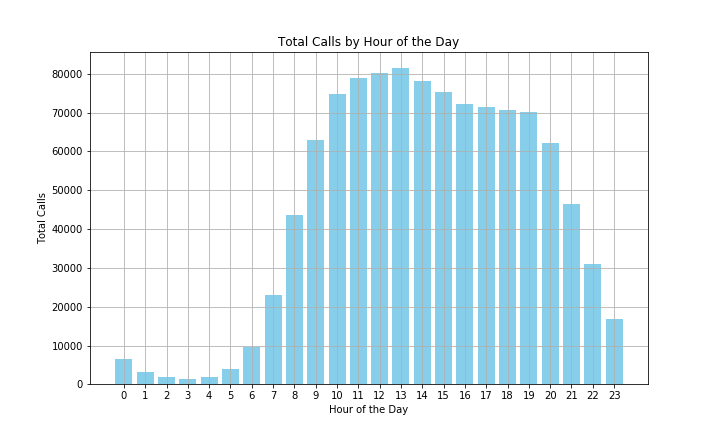 Total Calls by Hour of the Day
80000
70000
60000
50000
40000
30000
20000
10000
0
Total Calls
0 1 2 3 4 5 6 7 8 9 10 11 12 13 14 15 16 17 18 19 20 21 22 23
Hour of the Day